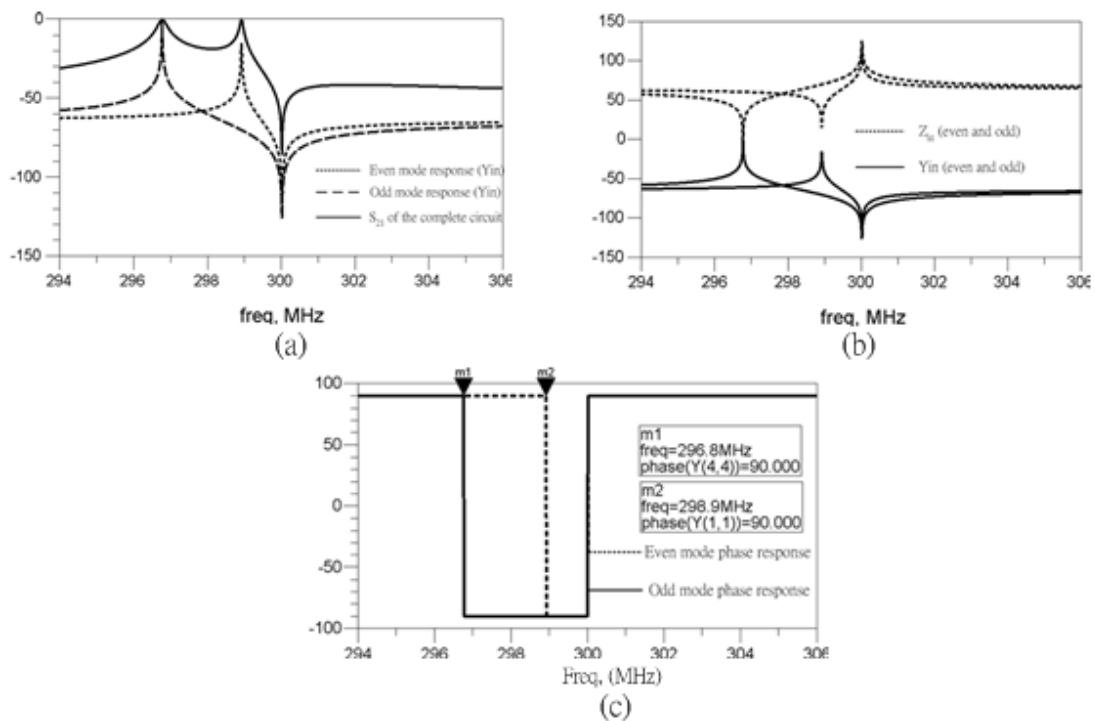 0
-50
-100
-150
294
296
298
300
302
304
306
freq, MHz
Even mode response (Yin)
Odd mode response (Yin)
S21 of the complete circuit
(a)
150
100
50
0
-50
-100
-150
294
296
298
300
302
304
306
freq, MHz
Zin (even and odd)
Yin (even and odd)
(b)
m1
m2
100
50
0
-50
-100
294
296
298
300
302
304
306
Freq, (MHz)
m1
freq=296.8MHz
phase(Y(4,4))=90.000
m2
freq=298.9MHz
phase(Y(1,1))=90.000
Even mode phase response
Odd mode phase response
(c)